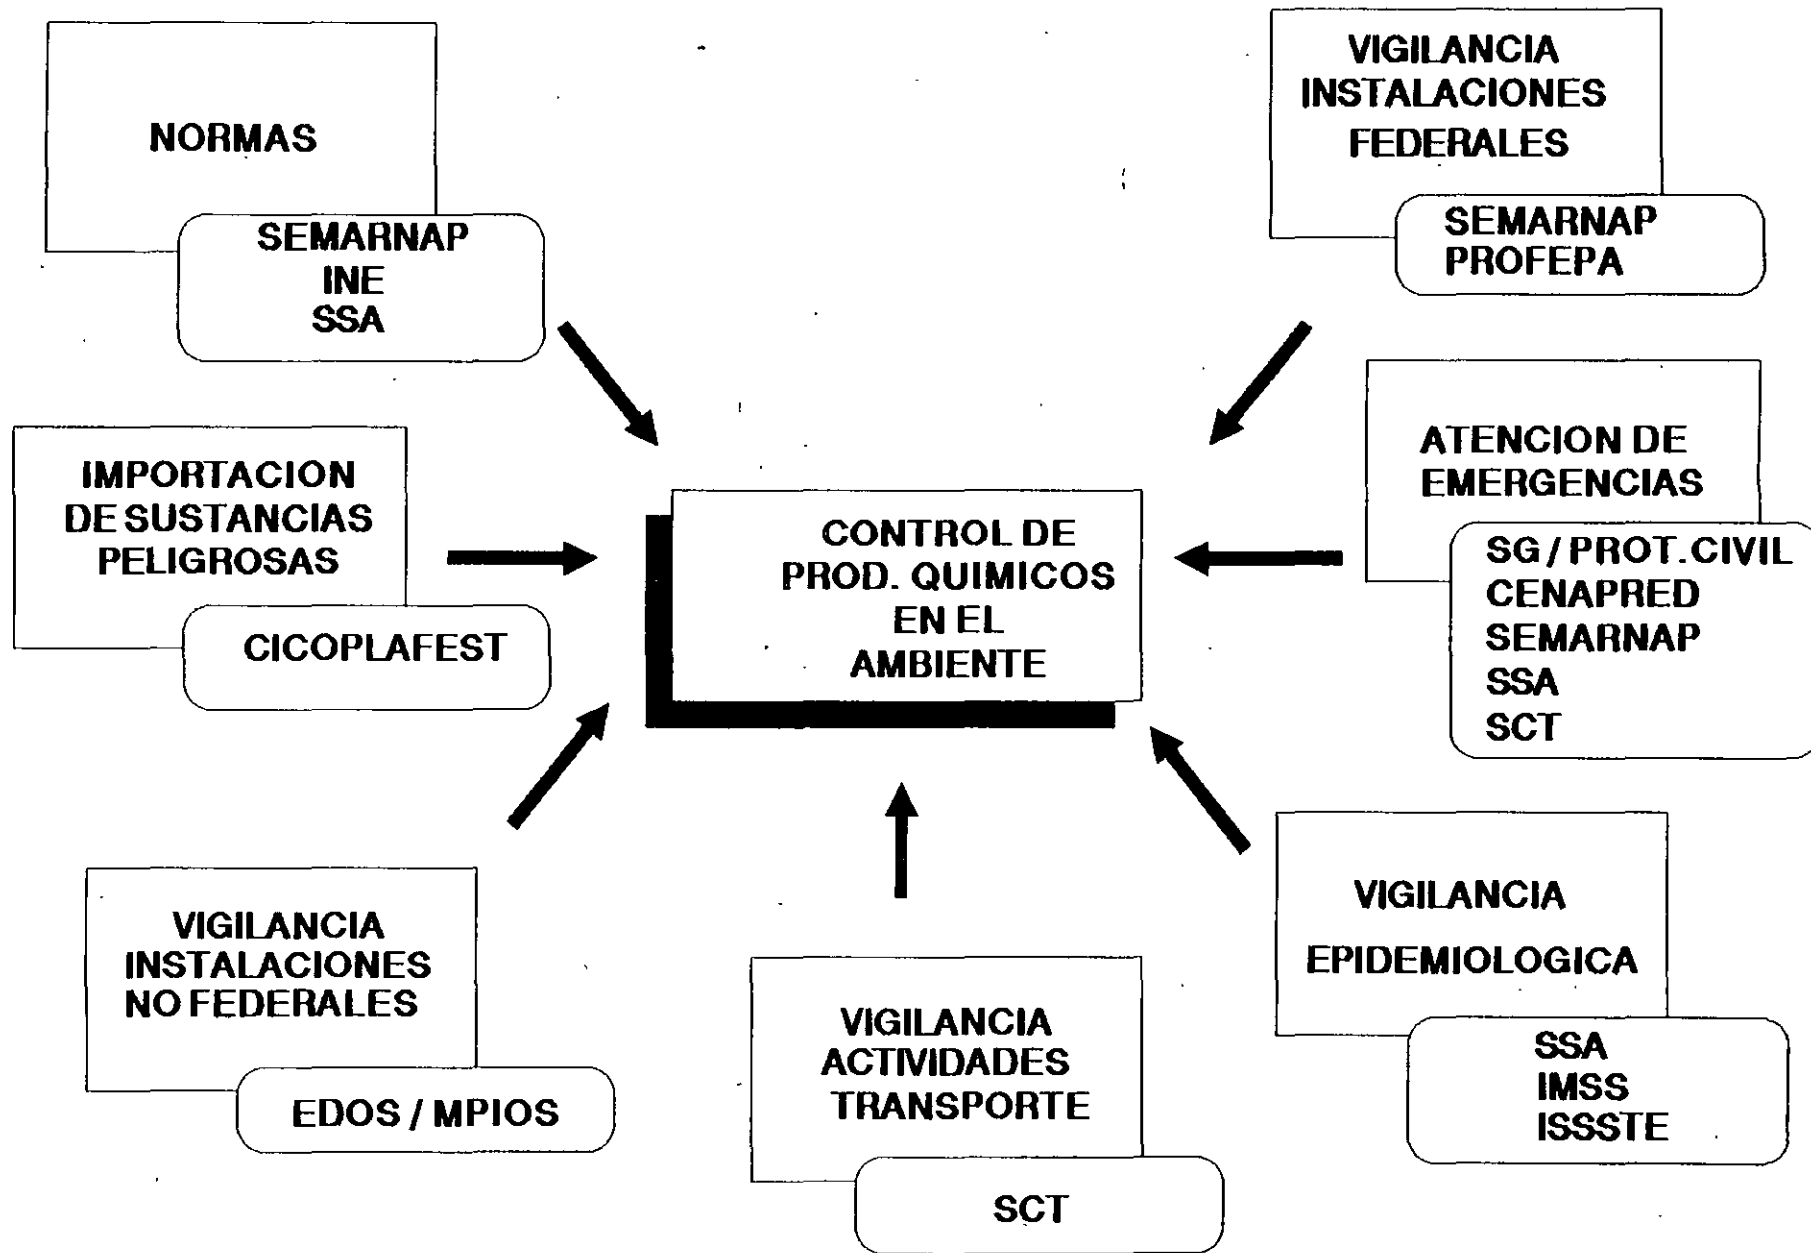 NORMAS
SEMARNAP
INE
SSA
VIGILANCIA
INSTALACIONES
FEDERALES
SEMARNAP
PROFEPA
IMPORTACION
DE SUSTANCIAS
PELIGROSAS
CICOPLAFEST
CONTROL DE
PROD. QUIMICOS
EN EL
AMBIENTE
ATENCION DE
EMERGENCIAS
SG / PROT. CIVIL
CENAPRED
SEMARNAP
SSA
SCT
VIGILANCIA
INSTALACIONES
NO FEDERALES
EDOS / MPIOS
VIGILANCIA
ACTIVIDADES
TRANSPORTE
SCT
VIGILANCIA
EPIDEMIOLOGICA
SSA
IMSS
ISSSTE